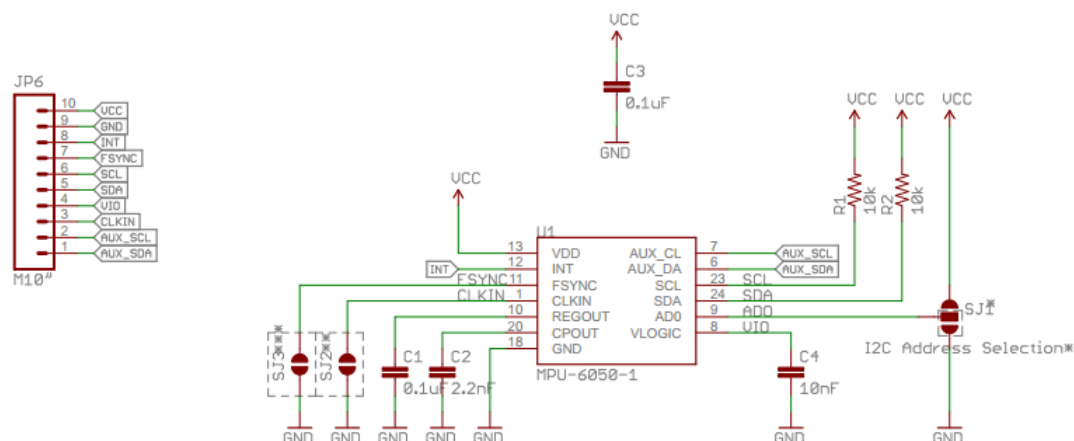 VCC
C3
0.1uF
GND
JP6
10 VCC
9 GND
8 INT
7 FSYNC
6 SCL
5 SDA
4 VIO
3 CLKIN
2 AUX_SCL
1 AUX_SDA
M10"
VCC
VCC
VCC
VCC
R1
10k
R2
10k
U1
13 VDD
INT 12 INT
FSYNC 11 FSYNC
CLKIN 1 CLKIN
10 REGOUT
20 CPOUT
18 GND
AUX_CL 7 AUX_SCL
AUX_DA 6 AUX_SDA
SCL 23 SCL
SDA 24 SDA
AD0 9 AD0
VLOGIC 8 VIO
MPU-6050-1
SJ1*
I2C Address Selection*
SJ3***
SJ2**
C1
0.1uF
C2
2.2nF
C4
10nF
GND
GND
GND
GND
GND
GND
GND